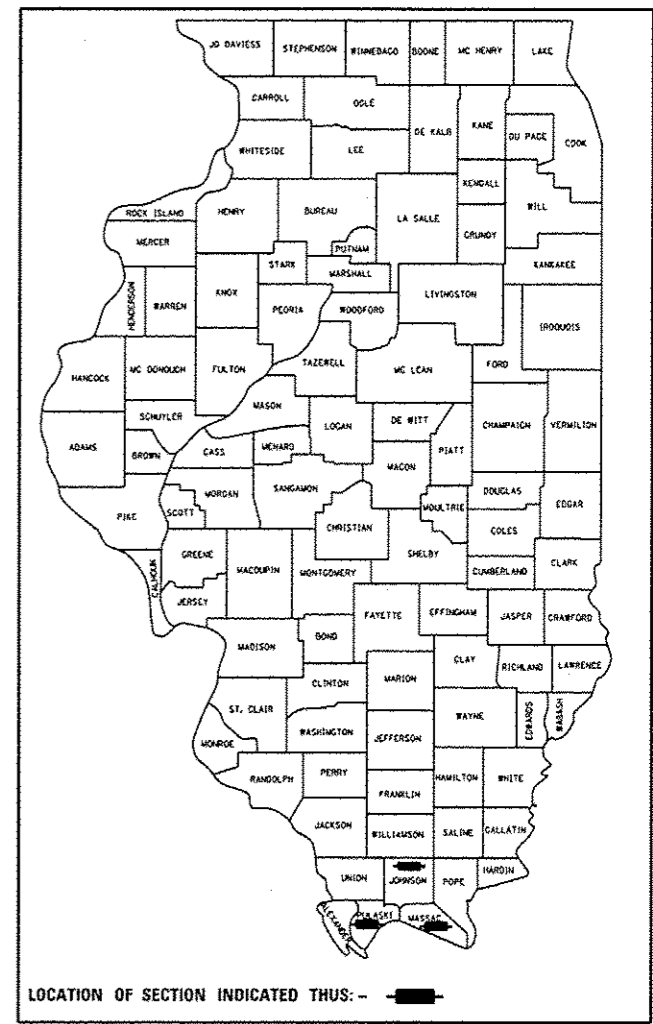 JO DAVIESS STEPHENSON WINNEBAGO BOONE MC HENRY LAKE
CARROLL OGLE DE KALB KANE DU PAGE COOK
WHITESIDE LEE
KENDALL
ROCK ISLAND HENRY BUREAU LA SALLE WILL
MERCER PUTNAM GRUNDY
STARK MARSHALL KANKAKEE
HENDERSON WARREN KNOX PEORIA WOODFORD LIVINGSTON IROQUOIS
HANCOCK MC DONOUGH FULTON TAZEWELL MC LEAN FORD
SCHUYLER MASON LOGAN DE WITT CHAMPAIGN VERMILION
ADAMS BROWN CASS MENARD MACON PIATT
PIKE SCOTT MORGAN SANGAMON CHRISTIAN MOULTRIE DOUGLAS EDGAR
COLES
CALHOUN GREENE MACOUPIN MONTGOMERY SHELBY CUMBERLAND CLARK
JERSEY FAYETTE EFFINGHAM JASPER CRAWFORD
MADISON BOND
CLINTON MARION CLAY RICHLAND LAWRENCE
ST. CLAIR WASHINGTON WAYNE EDWARDS WABASH
MONROE JEFFERSON
RANDOLPH PERRY FRANKLIN HAMILTON WHITE
JACKSON WILLIAMSON SALINE GALLATIN
UNION JOHNSON POPE HARDIN
ALEXANDER PULASKI MASSAC
LOCATION OF SECTION INDICATED THUS: -